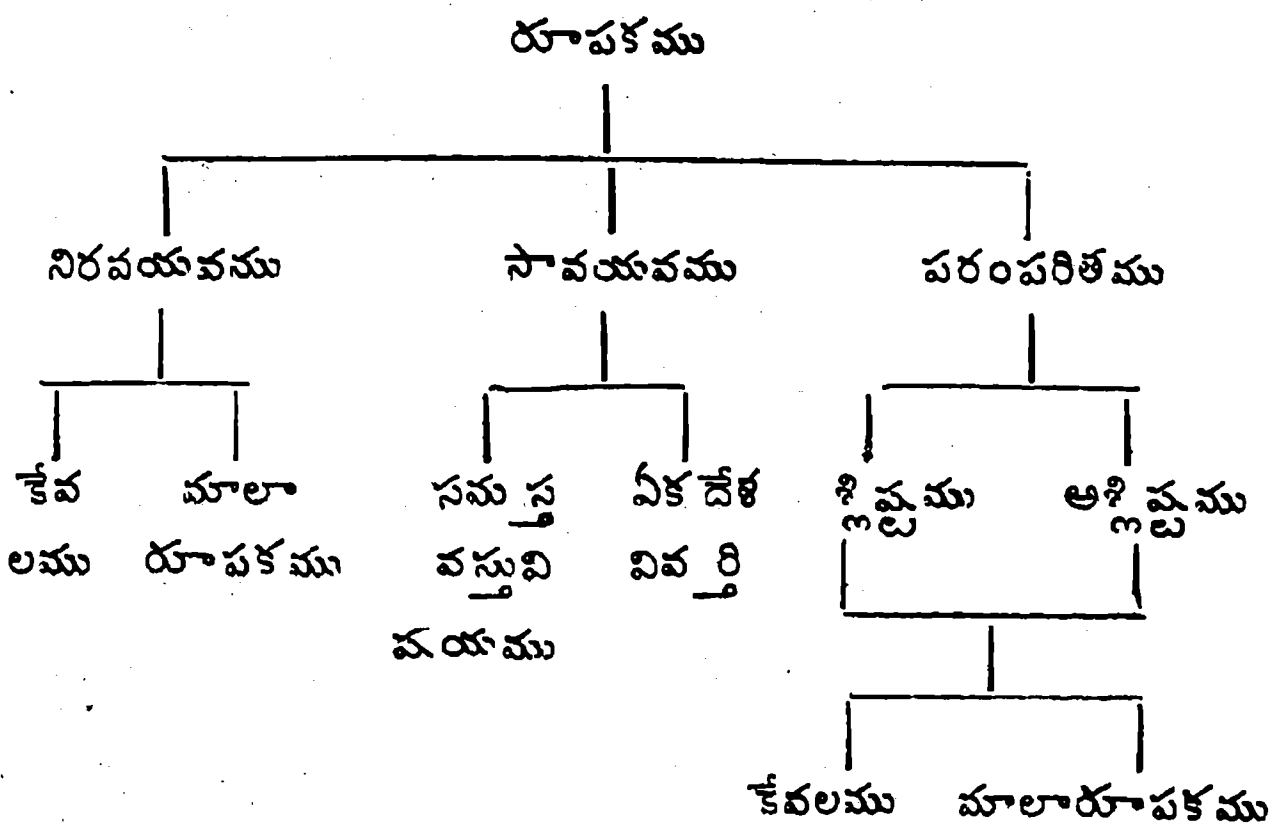 రూపకము
నిరవయవము సావయవము పరంపరితము
కేవ మాలా సమస్త ఏకదేళ శ్లిష్టము అశ్లిష్టము
లము రూపకము వస్తువి వివర్తి
షయము
కేవలము మాలారూపకము